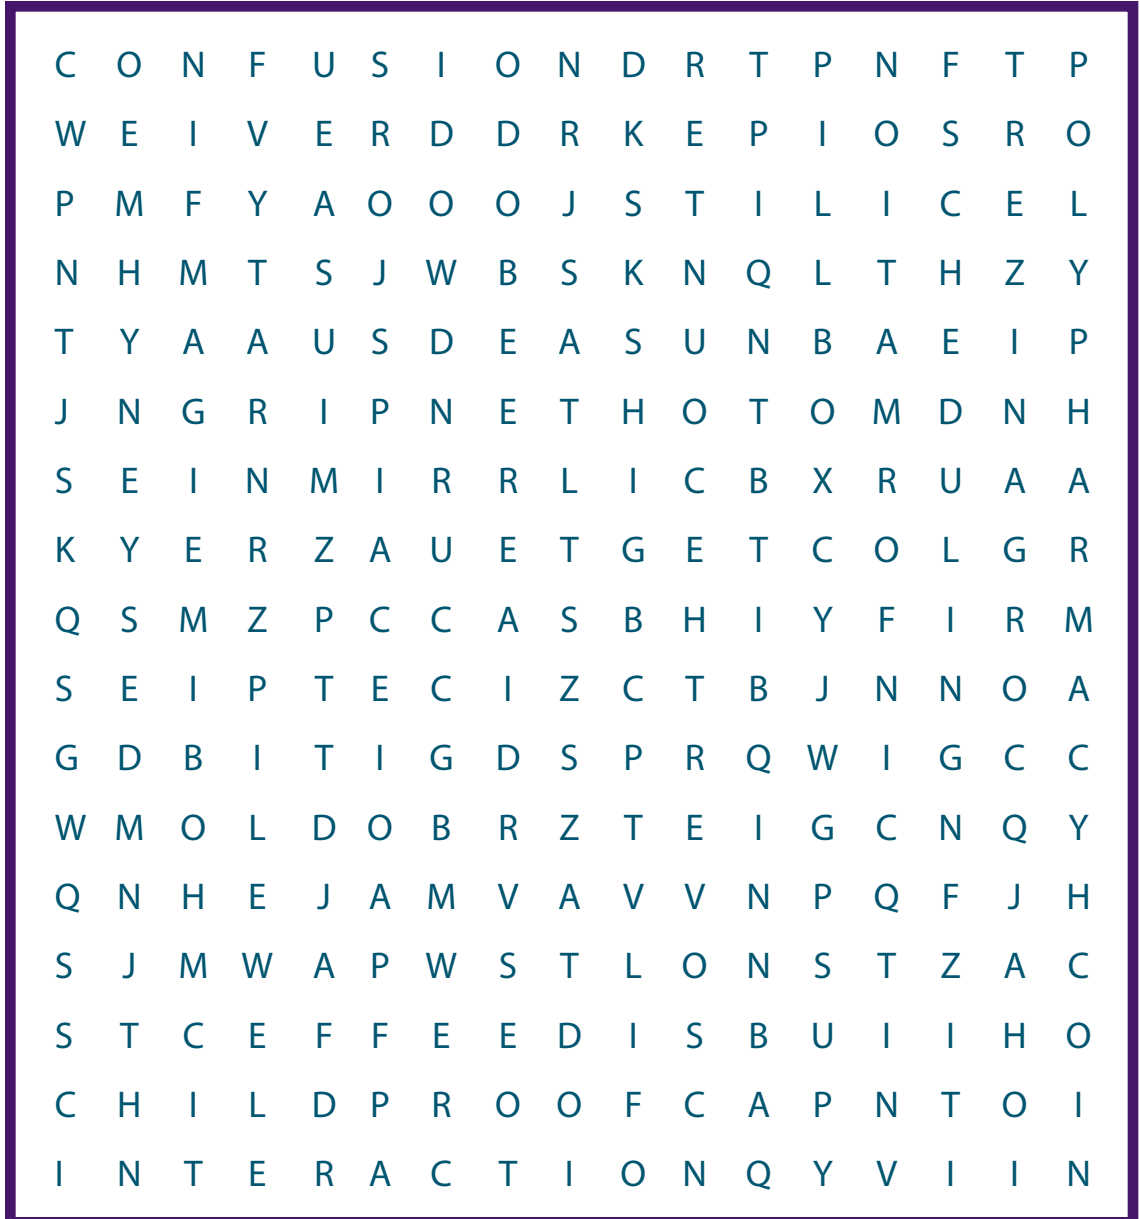 C O N F U S I O N D R T P N F T P
W E I V E R D D R K E P I O S R O
P M F Y A O O O J S T I L I C E L
N H M T S J W B S K N Q L T H Z Y
T Y A A U S D E A S U N B A E I P
J N G R I P N E T H O T O M D N H
S E I N M I R R L I C B X R U A A
K Y E R Z A U E T G E T C O L G R
Q S M Z P C C A S B H I Y F I R M
S E I P T E C I Z C T B J N N O A
G D B I T I G D S P R Q W I G C C
W M O L D O B R Z T E I G C N Q Y
Q N H E J A M V A V V N P Q F J H
S J M W A P W S T L O N S T Z A C
S T C E F F E E D I S B U I I H O
C H I L D P R O O F C A P N T O I
I N T E R A C T I O N Q Y V I I N